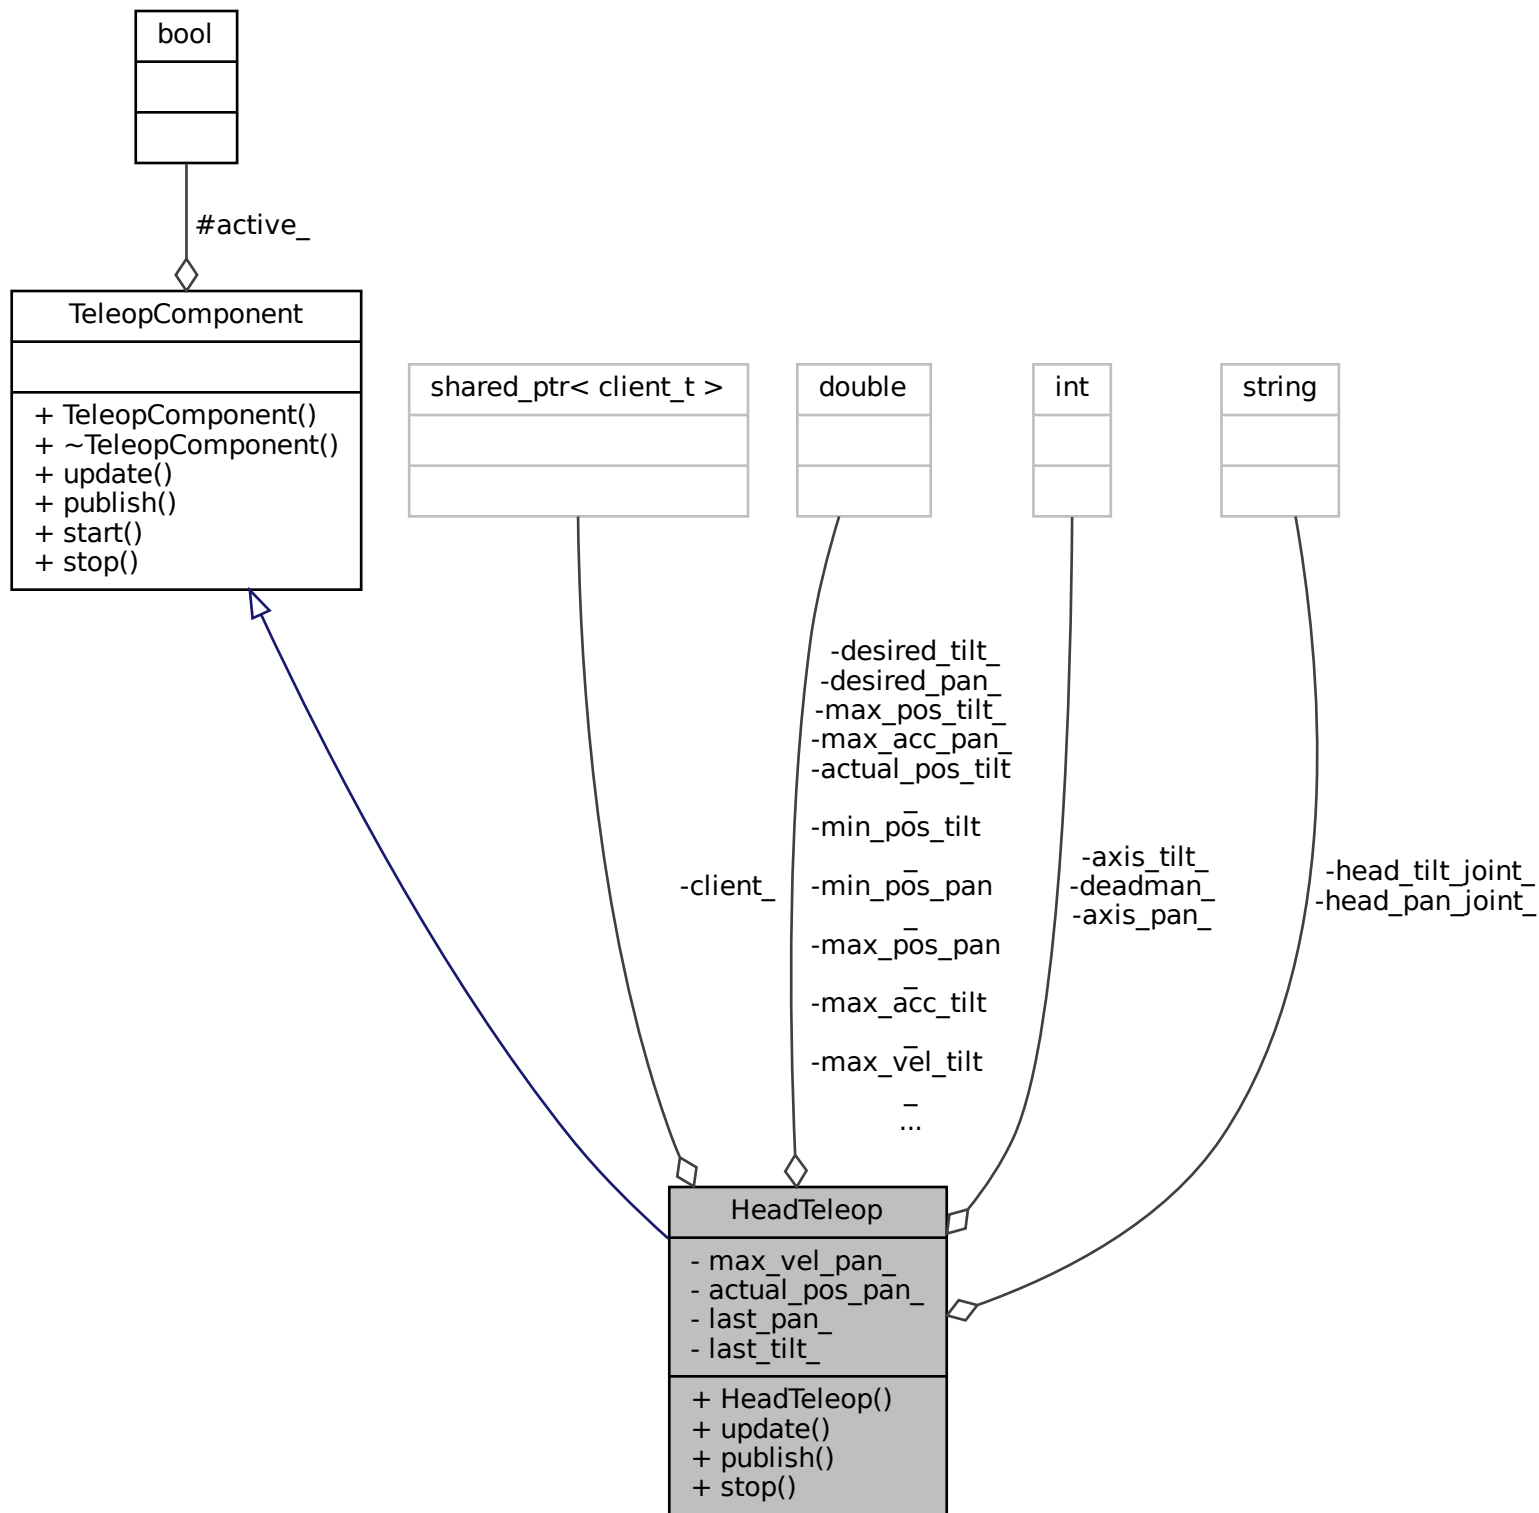 bool
#active_
TeleopComponent
+ TeleopComponent()
+ ~TeleopComponent()
+ update()
+ publish()
+ start()
+ stop()
shared_ptr< client_t >
double
int
string
-client_
-desired_tilt_
-desired_pan_
-max_pos_tilt_
-max_acc_pan_
-actual_pos_tilt
_
-min_pos_tilt
_
-min_pos_pan
_
-max_pos_pan
_
-max_acc_tilt
_
-max_vel_tilt
_
...
-axis_tilt_
-deadman_
-axis_pan_
-head_tilt_joint_
-head_pan_joint_
HeadTeleop
- max_vel_pan_
- actual_pos_pan_
- last_pan_
- last_tilt_
+ HeadTeleop()
+ update()
+ publish()
+ stop()